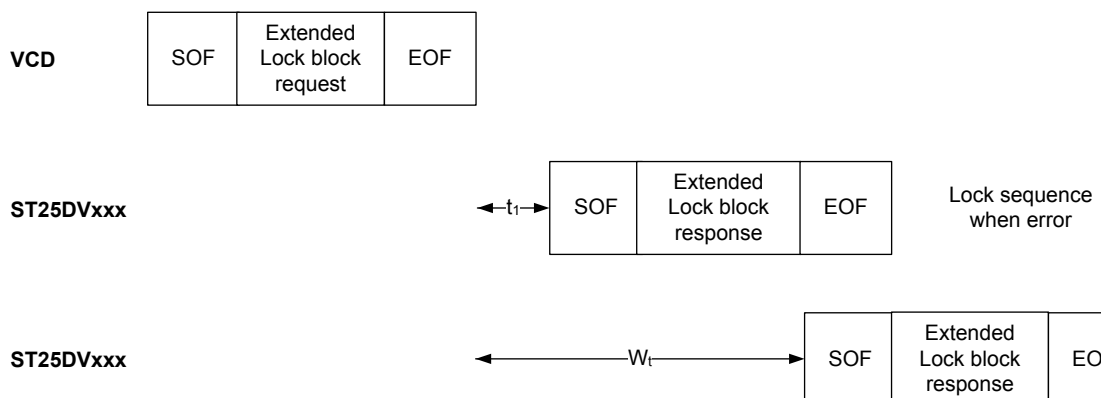 VCD
SOF
Extended
Lock block
request
EOF
ST25DVxxx
t1
SOF
Extended
Lock block
response
EOF
Lock sequence
when error
ST25DVxxx
Wt
SOF
Extended
Lock block
response